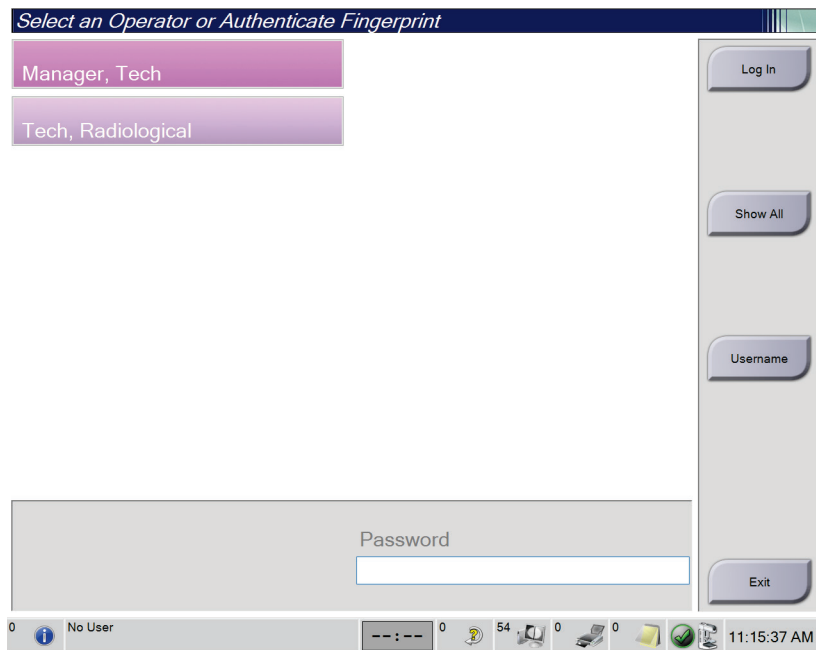 Select an Operator or Authenticate Fingerprint
Manager, Tech
Tech, Radiological
Log In
Show All
Username
Password
Exit
0 No User --:-- 0 54 0 0 11:15:37 AM